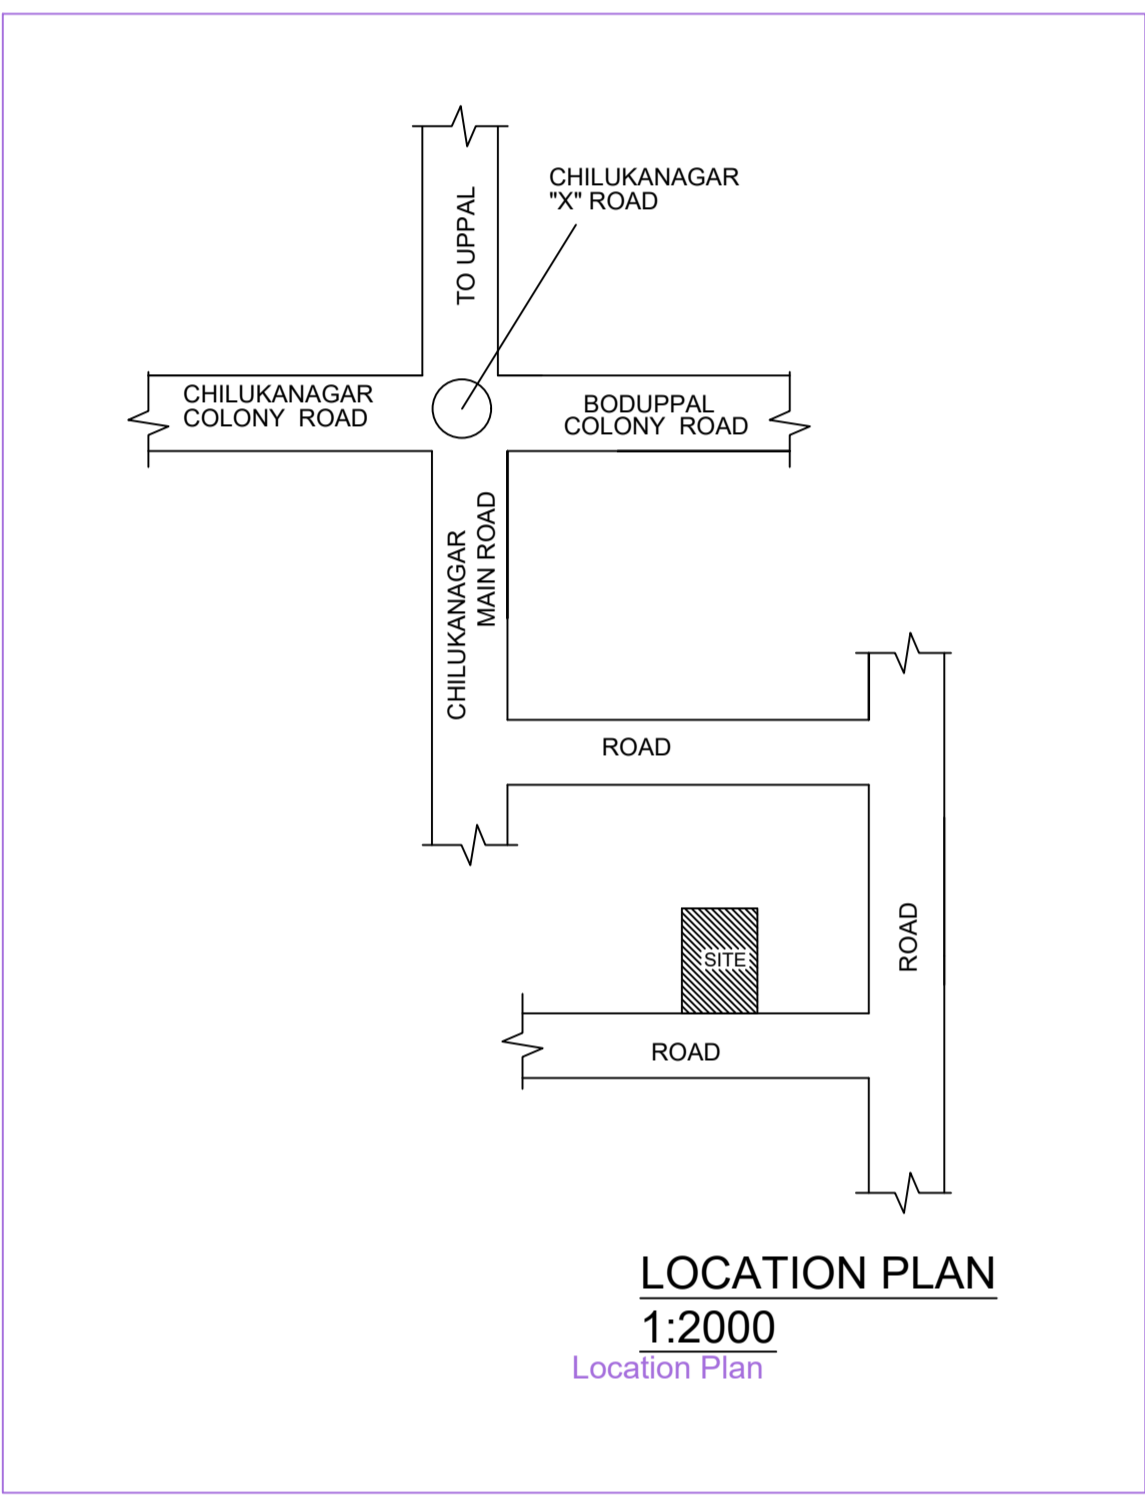 TO UPPAL
CHILUKANAGAR
"X" ROAD
CHILUKANAGAR
COLONY ROAD
BODUPPAL
COLONY ROAD
CHILUKANAGAR
MAIN ROAD
ROAD
ROAD
SITE
ROAD
LOCATION PLAN
1:2000
Location Plan